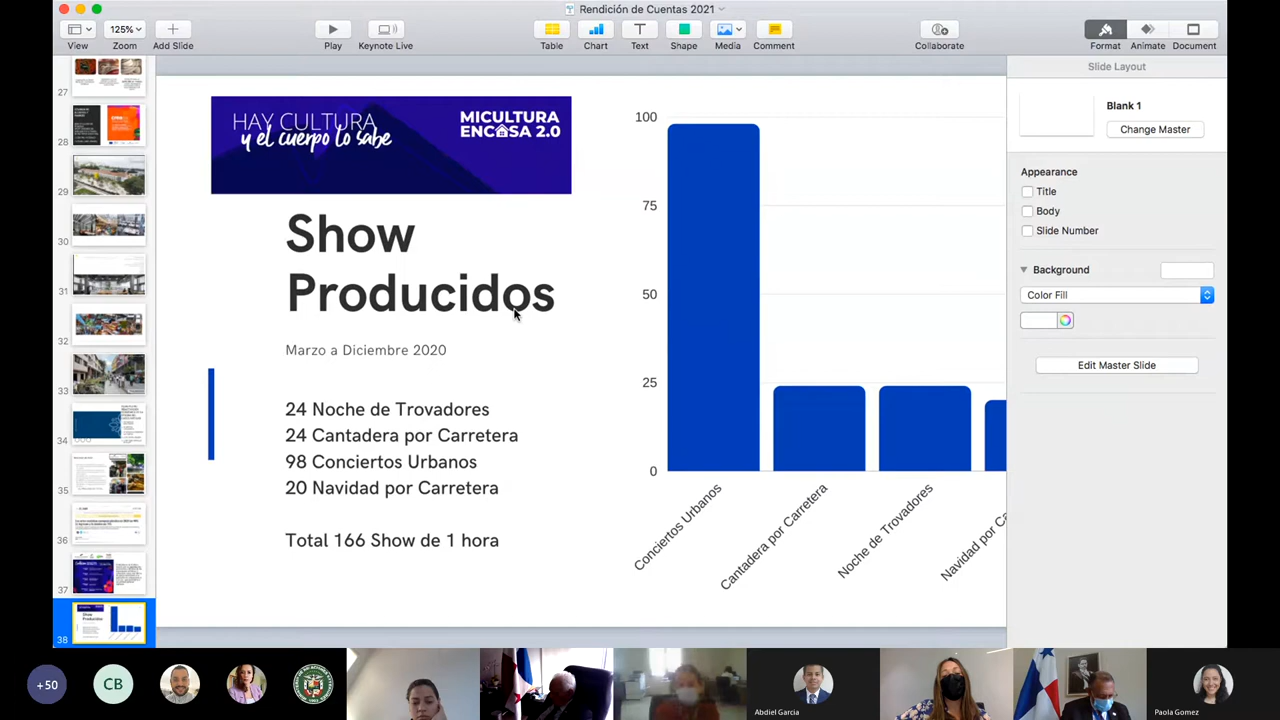 Rendición de Cuentas 2021
View
125%
Zoom
Add Slide
Play
Keynote Live
Table
Chart
Text
Shape
Media
Comment
Collaborate
Format
Animate
Document
27
28
29
30
31
32
33
34
35
36
37
38
HAY CULTURA
y el cuerpo lo sabe
MICULTURA
ENCASA 2.0
Show
Producidos
Marzo a Diciembre 2020
24 Noche de Trovadores
24 Cantadera por Carretera
98 Conciertos Urbanos
20 Navidad por Carretera
Total 166 Show de 1 hora
100
75
50
25
0
Conciertos Urbanos
Cantadera por Carretera
Noche de Trovadores
Navidad por Ca
Slide Layout
Blank 1
Change Master
Appearance
Title
Body
Slide Number
Background
Color Fill
Edit Master Slide
+50
CB
Abdiel Garcia
Paola Gomez